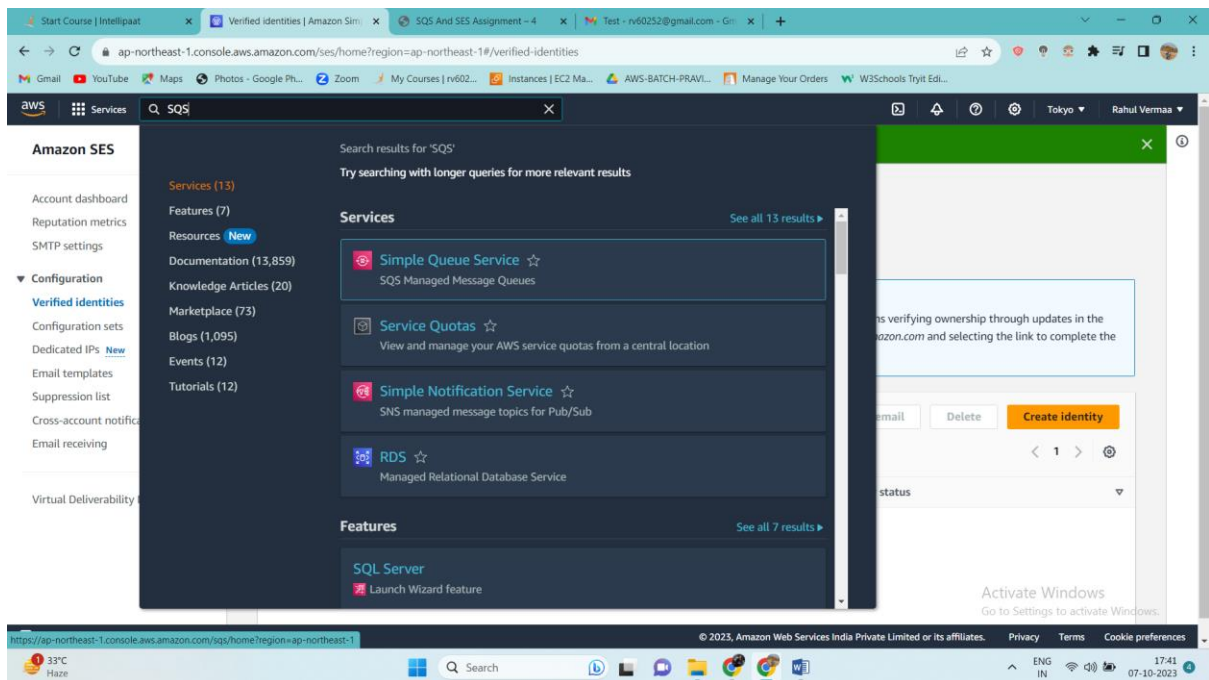 Start Course | Intellipaat
Verified identities | Amazon Sim
SQS And SES Assignment – 4
Test - rv60252@gmail.com - Gm
ap-northeast-1.console.aws.amazon.com/ses/home?region=ap-northeast-1#/verified-identities
Gmail
YouTube
Maps
Photos - Google Ph...
Zoom
My Courses | rv602...
Instances | EC2 Ma...
AWS-BATCH-PRAVI...
Manage Your Orders
W3Schools Tryit Edi...
aws
Services
SQS
Tokyo
Rahul Vermaa
Amazon SES
Account dashboard
Reputation metrics
SMTP settings
Configuration
Verified identities
Configuration sets
Dedicated IPs New
Email templates
Suppression list
Cross-account notifica
Email receiving
Virtual Deliverability
Services (13)
Features (7)
Resources New
Documentation (13,859)
Knowledge Articles (20)
Marketplace (73)
Blogs (1,095)
Events (12)
Tutorials (12)
Search results for 'SQS'
Try searching with longer queries for more relevant results
Services
See all 13 results
Simple Queue Service
SQS Managed Message Queues
Service Quotas
View and manage your AWS service quotas from a central location
Simple Notification Service
SNS managed message topics for Pub/Sub
RDS
Managed Relational Database Service
Features
See all 7 results
SQL Server
Launch Wizard feature
ns verifying ownership through updates in the
azon.com and selecting the link to complete the
email
Delete
Create identity
1
status
Activate Windows
Go to Settings to activate Windows.
https://ap-northeast-1.console.aws.amazon.com/sqs/home?region=ap-northeast-1
© 2023, Amazon Web Services India Private Limited or its affiliates.
Privacy
Terms
Cookie preferences
1
33°C
Haze
Search
ENG
IN
17:41
07-10-2023
4